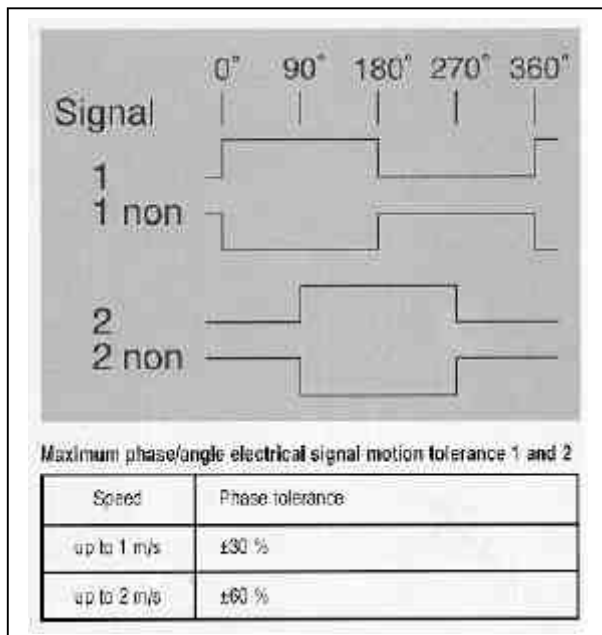 0° 90° 180° 270° 360°
Signal
1
1 non
2
2 non
Maximum phase/angle electrical signal motion tolerance 1 and 2
Speed Phase tolerance
up to 1 m/s ±30 %
up to 2 m/s ±60 %